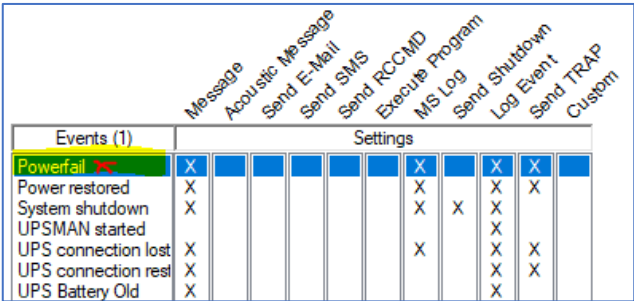 Message
Acoustic Message
Send E-Mail
Send SMS
Send RCCMD
Execute Program
MS Log
Send Shutdown
Log Event
Send TRAP
Custom
Events (1) Settings
Powerfail X X X X
Power restored X X X X
System shutdown X X X X
UPSMAN started X
UPS connection lost X X X X
UPS connection rest X X X
UPS Battery Old X X